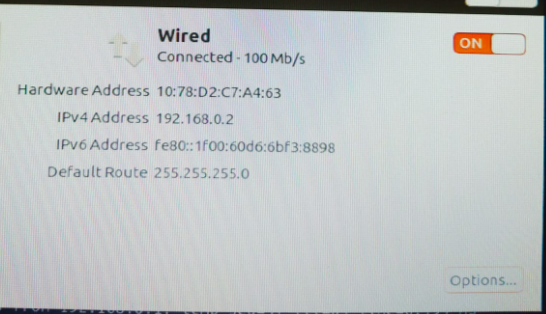 Wired
Connected - 100 Mb/s
ON
Hardware Address 10:78:D2:C7:A4:63
IPv4 Address 192.168.0.2
IPv6 Address fe80::1f00:60d6:6bf3:8898
Default Route 255.255.255.0
Options...